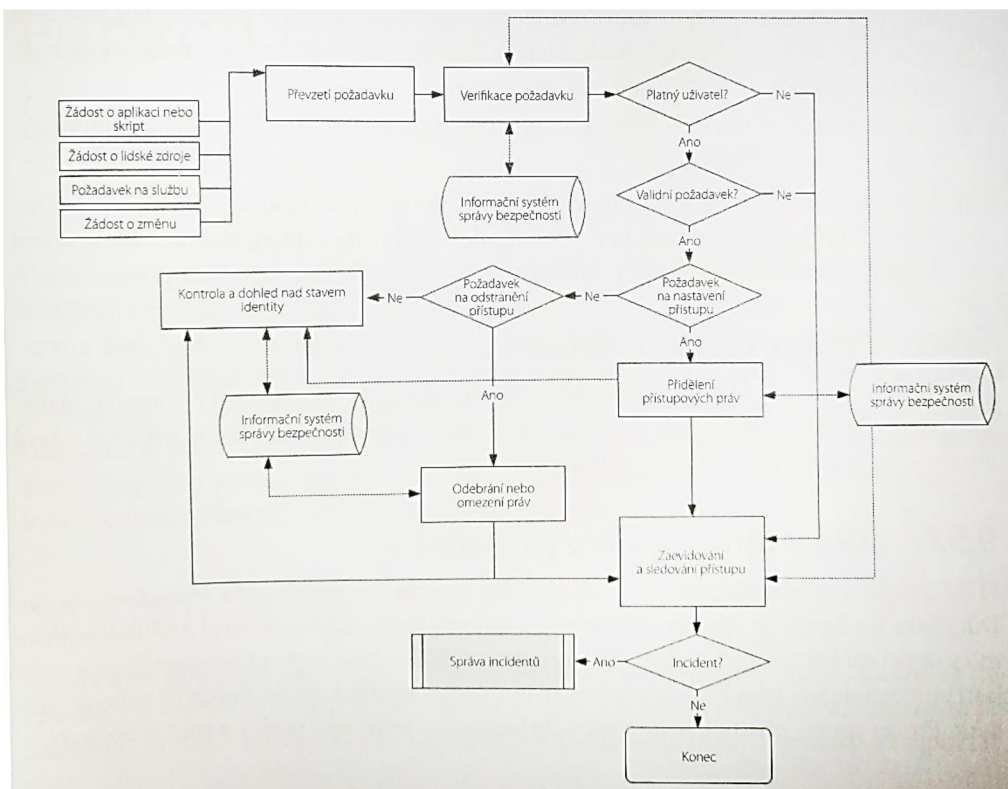 Převzetí požadavku
Verifikace požadavku
Platný uživatel?
Ne
Žádost o aplikaci nebo
skript
Žádost o lidské zdroje
Požadavek na službu
Žádost o změnu
Ano
Informační systém
správy bezpečnosti
Validní požadavek?
Ne
Ano
Kontrola a dohled nad stavem
identity
Ne
Požadavek
na odstranění
přístupu
Ne
Požadavek
na nastavení
přístupu
Ano
Ano
Přidělení
přístupových práv
Informační systém
správy bezpečnosti
Informační systém
správy bezpečnosti
Odebrání nebo
omezení práv
Zaevidování
a sledování přístupu
Správa incidentů
Ano
Incident?
Ne
Konec